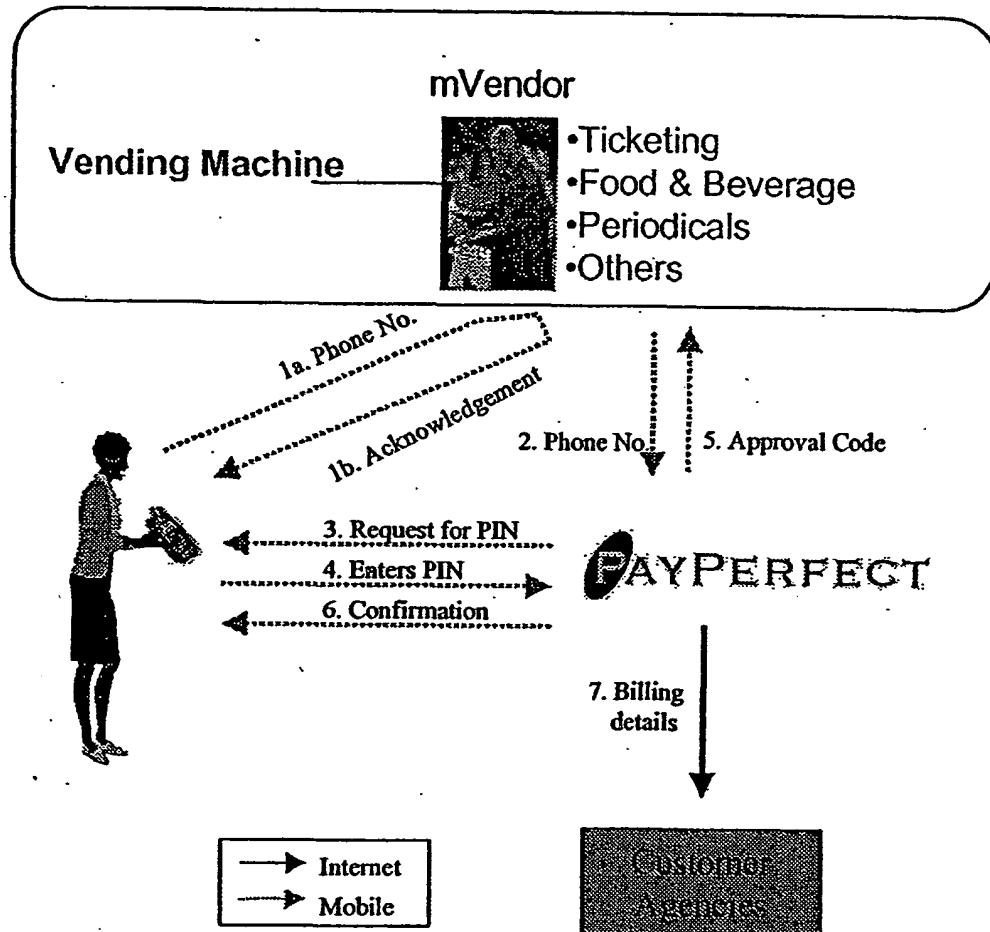 mVendor
Vending Machine
•Ticketing
•Food & Beverage
•Periodicals
•Others
1a. Phone No.
1b. Acknowledgement
2. Phone No.
5. Approval Code
3. Request for PIN
4. Enters PIN
6. Confirmation
PAYPERFECT
7. Billing
details
Internet
Mobile
Customer
Agencies